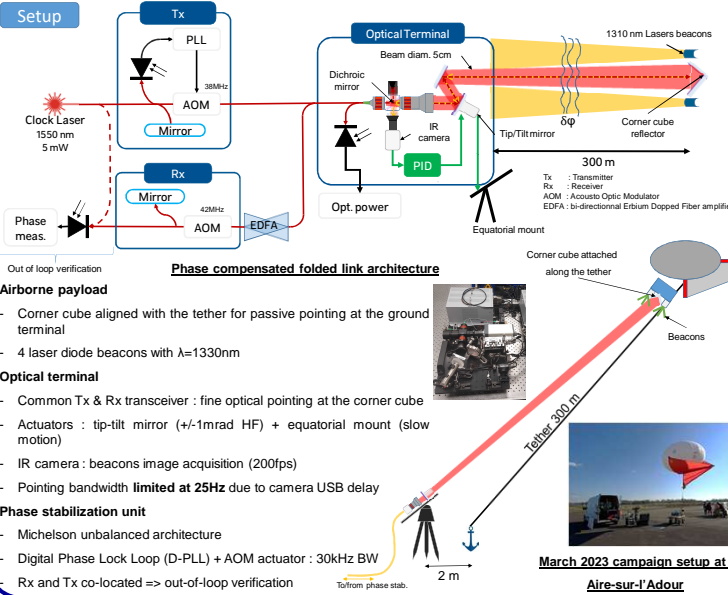 Setup
Tx
PLL
38MHz
AOM
Mirror
Clock Laser
1550 nm
5 mW
Rx
Mirror
42MHz
AOM
EDFA
Phase
meas.
Out of loop verification
Optical Terminal
Beam diam. 5cm
Dichroic
mirror
IR
camera
Tip/Tilt mirror
PID
Opt. power
Equatorial mount
1310 nm Lasers beacons
δφ
Corner cube
reflector
300 m
Tx : Transmitter
Rx : Receiver
AOM : Acousto Optic Modulator
EDFA : bi-directionnal Erbium Dopped Fiber amplifie
Phase compensated folded link architecture
Airborne payload
- Corner cube aligned with the tether for passive pointing at the ground
terminal
- 4 laser diode beacons with λ=1330nm
Optical terminal
- Common Tx & Rx transceiver : fine optical pointing at the corner cube
- Actuators : tip-tilt mirror (+/-1mrad HF) + equatorial mount (slow
motion)
- IR camera : beacons image acquisition (200fps)
- Pointing bandwidth limited at 25Hz due to camera USB delay
Phase stabilization unit
- Michelson unbalanced architecture
- Digital Phase Lock Loop (D-PLL) + AOM actuator : 30kHz BW
- Rx and Tx co-located => out-of-loop verification
Corner cube attached
along the tether
Beacons
Tether 300 m
2 m
To/from phase stab.
March 2023 campaign setup at
Aire-sur-l'Adour